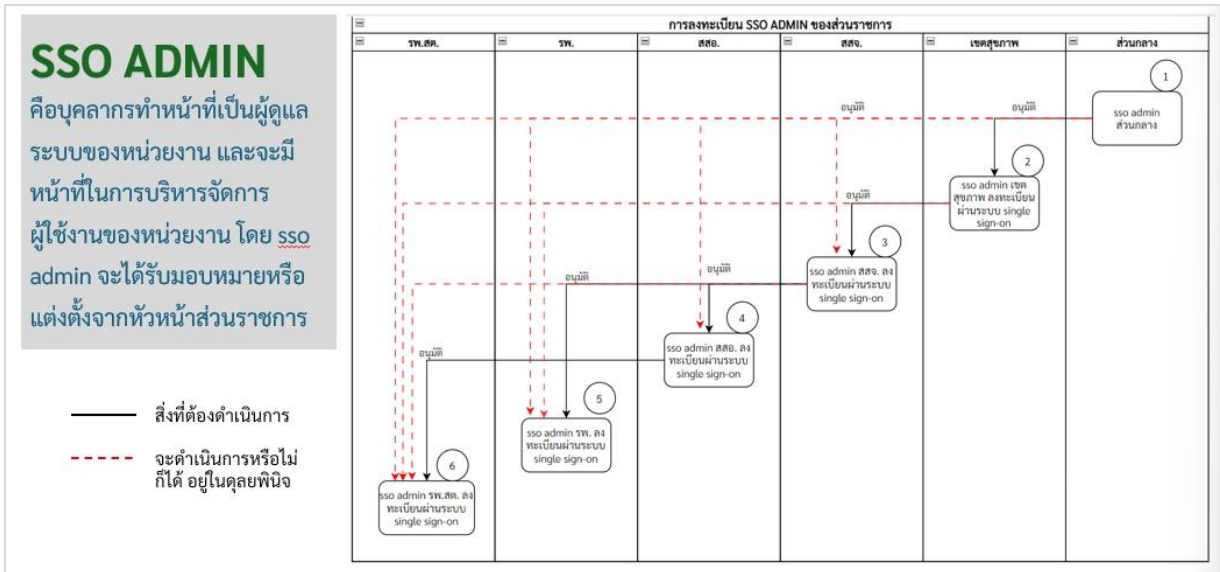 SSO ADMIN
คือบุคลากรทำหน้าที่เป็นผู้ดูแล
ระบบของหน่วยงาน และจะมี
หน้าที่ในการบริหารจัดการ
ผู้ใช้งานของหน่วยงาน โดย sso
admin จะได้รับมอบหมายหรือ
แต่งตั้งจากหัวหน้าส่วนราชการ
สิ่งที่ต้องดำเนินการ
จะดำเนินการหรือไม่
ก็ได้ อยู่ในดุลยพินิจ
การลงทะเบียน SSO ADMIN ของส่วนราชการ
รพ.สต.
รพ.
สสอ.
สสจ.
เขตสุขภาพ
ส่วนกลาง
1
อนุมัติ
อนุมัติ
sso admin
ส่วนกลาง
2
sso admin เขต
สุขภาพ ลงทะเบียน
ผ่านระบบ single
sign-on
อนุมัติ
3
sso admin สสจ. ลง
ทะเบียนผ่านระบบ
single sign-on
อนุมัติ
อนุมัติ
4
sso admin สสอ. ลง
ทะเบียนผ่านระบบ
single sign-on
อนุมัติ
5
sso admin รพ. ลง
ทะเบียนผ่านระบบ
single sign-on
6
sso admin รพ.สต. ลง
ทะเบียนผ่านระบบ
single sign-on